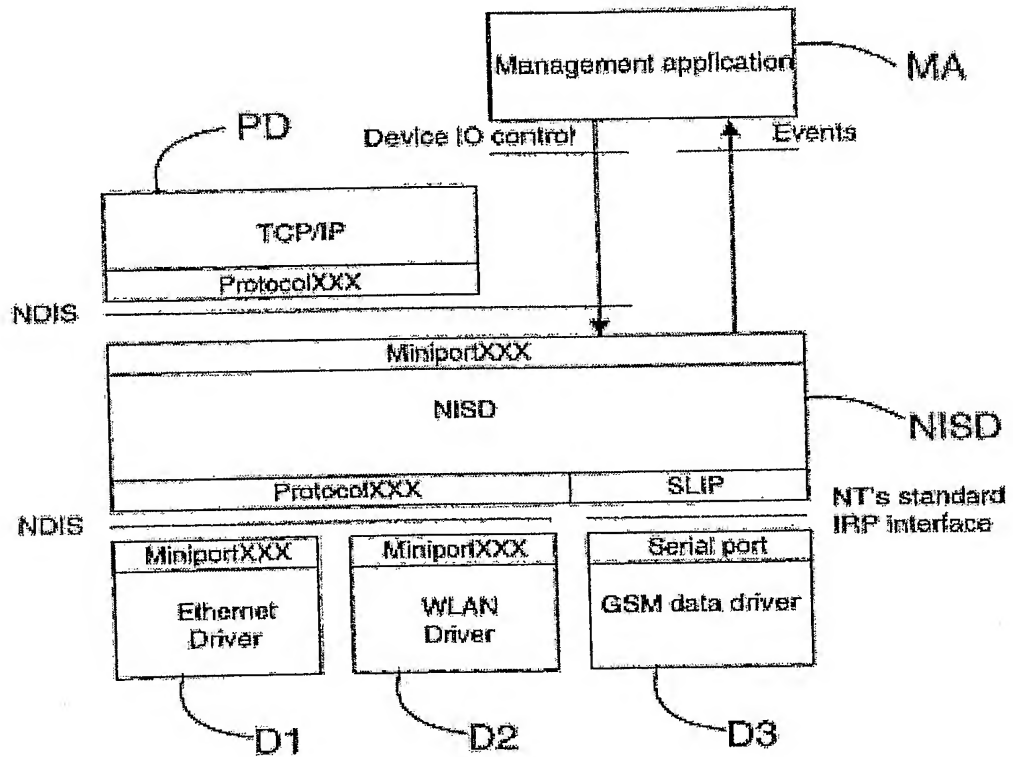 Management application
MA
PD
Device IO control
Events
TCP/IP
ProtocolXXX
NDIS
MiniportXXX
NISD
NISD
ProtocolXXX
SLIP
NT's standard
IRP interface
NDIS
MiniportXXX
MiniportXXX
Serial port
Ethernet
Driver
WLAN
Driver
GSM data driver
D1
D2
D3